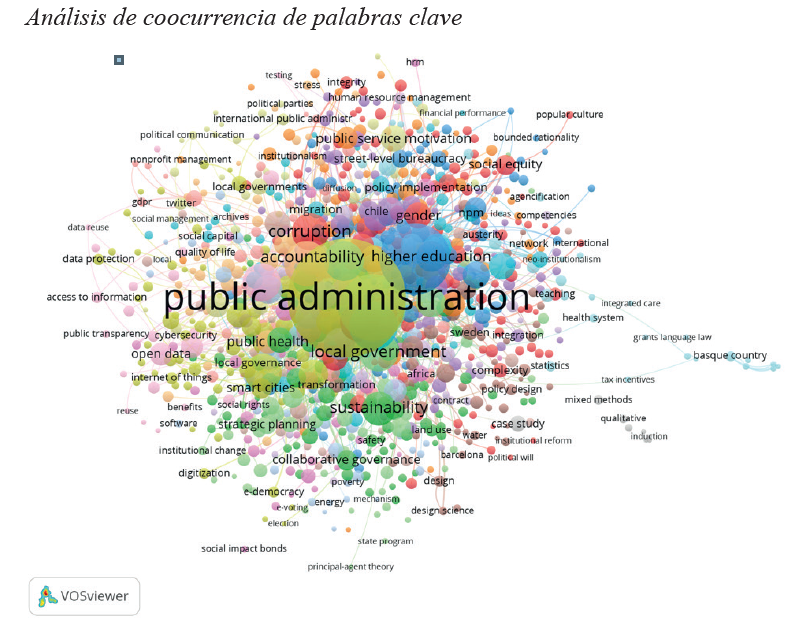 Análisis de coocurrencia de palabras clave
hrm
testing
stress
integrity
human resource management
political parties
financial performance
popular culture
international public administr
political communication
public service motivation
bounded rationality
nonprofit management
institutionalism
street-level bureaucracy
social equity
local governments
diffusion
policy implementation
agencification
gdpr
twitter
migration
chile
gender
npm
ideas
competencies
social management
archives
data reuse
social capital
corruption
austerity
network
international
quality of life
accountability
higher education
data protection
local
neo-institutionalism
access to information
public administration
teaching
integrated care
health system
public transparency
cybersecurity
public health
sweden
integration
grants language law
open data
local government
basque country
local governance
africa
complexity
statistics
internet of things
smart cities
transformation
policy design
tax incentives
reuse
benefits
social rights
sustainability
contract
mixed methods
software
strategic planning
land use
case study
qualitative
safety
water
institutional reform
induction
institutional change
collaborative governance
barcelona
political will
digitization
poverty
design
e-democracy
energy
mechanism
e-voting
design science
election
state program
social impact bonds
principal-agent theory
VOSviewer